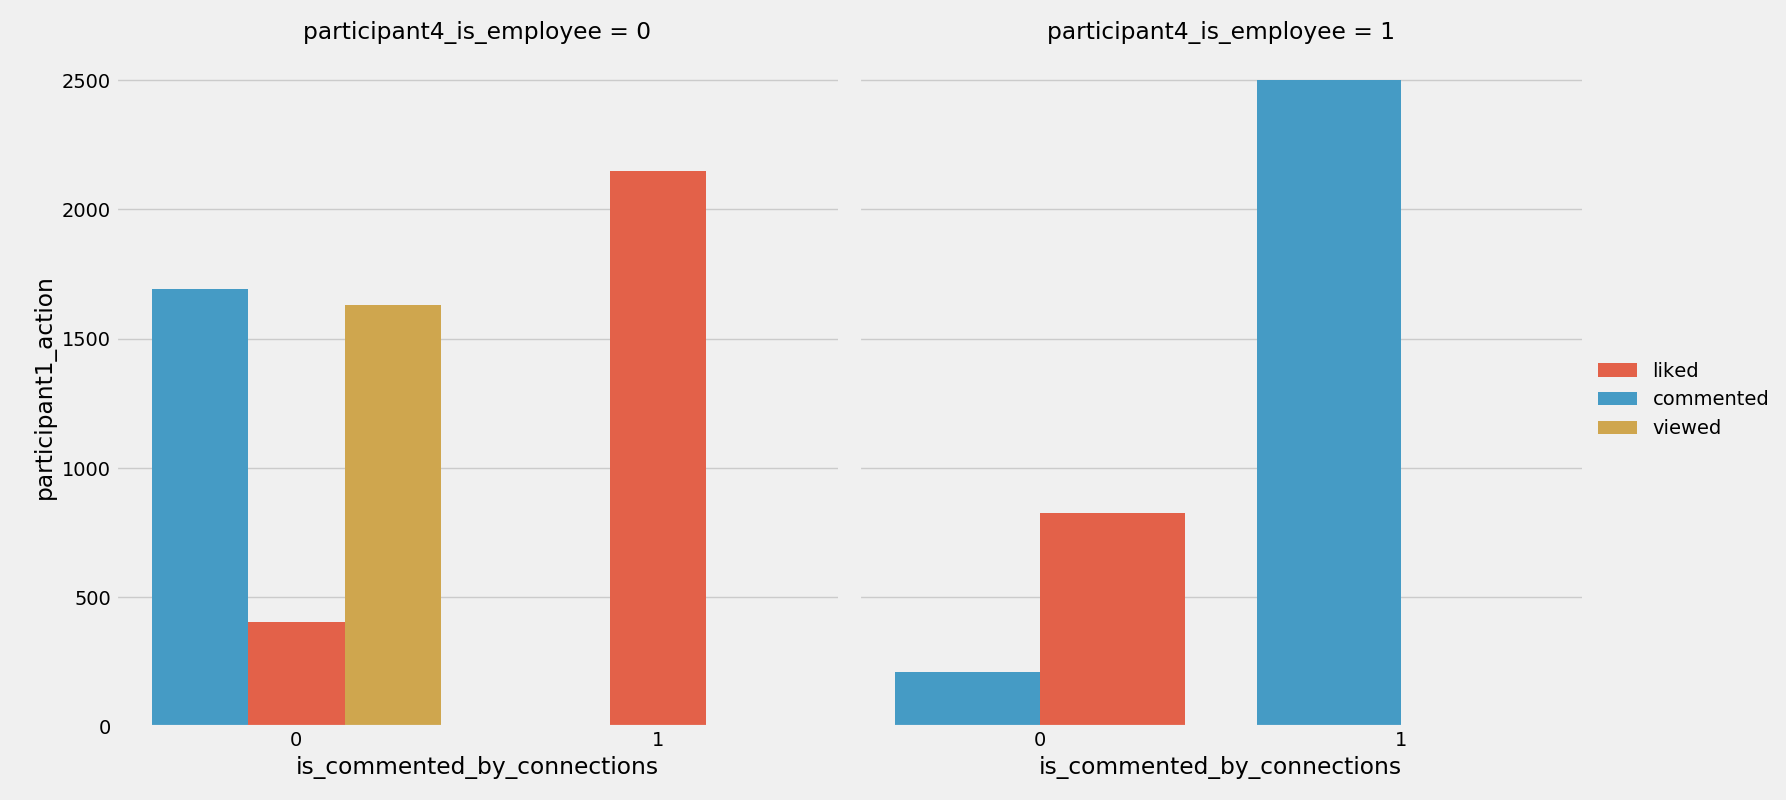 participant4_is_employee = 0
participant4_is_employee = 1
participant1_action
2500
2000
1500
1000
500
0
0
1
is_commented_by_connections
0
1
is_commented_by_connections
liked
commented
viewed